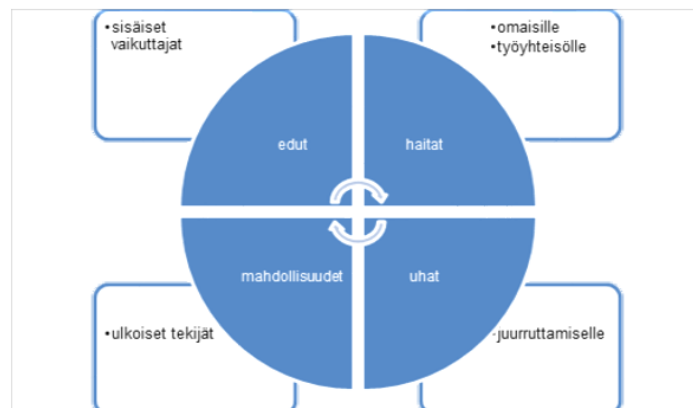 •sisäiset
vaikuttajat
•omaisille
•työyhteisölle
edut
haitat
mahdollisuudet
uhat
•ulkoiset tekijät
•juurruttamiselle